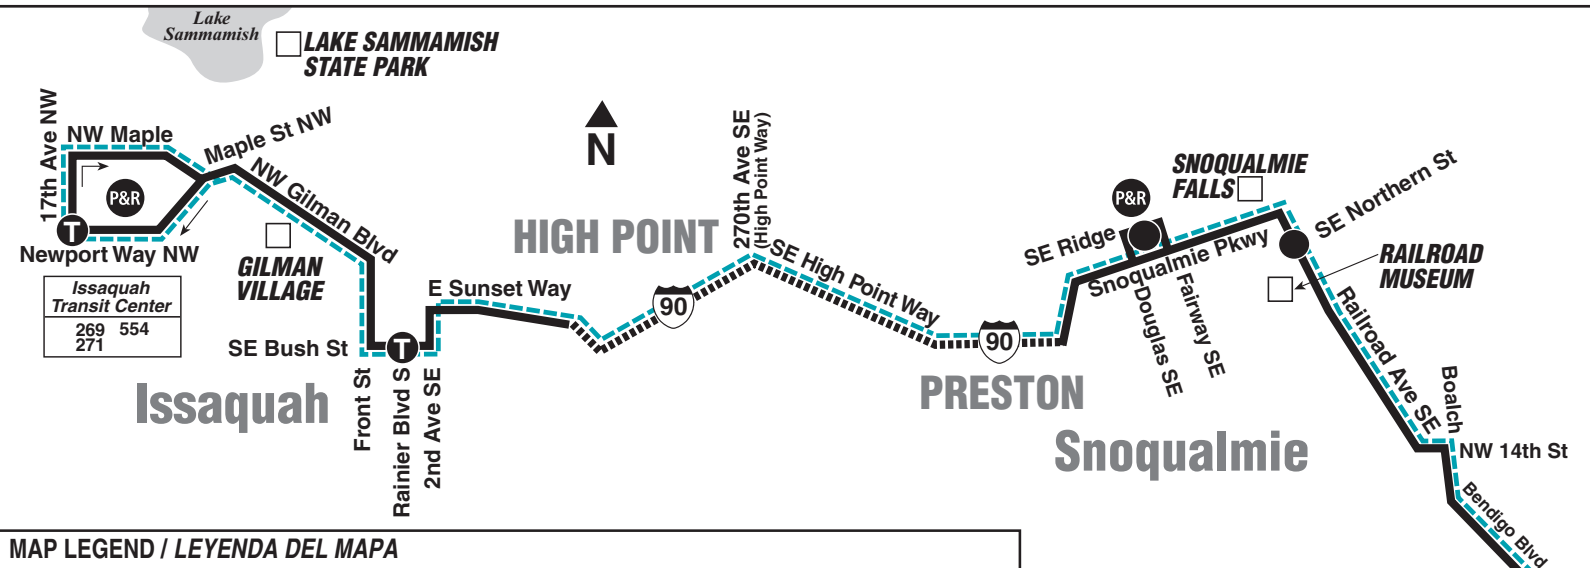 Lake
Sammamish
LAKE SAMMAMISH
STATE PARK
17th Ave NW
NW Maple
Maple St NW
P&R
T
Newport Way NW
NW Gilman Blvd
GILMAN
VILLAGE
Issaquah
Transit Center
269 554
271
Issaquah
SE Bush St
T
Front St
Rainier Blvd S
2nd Ave SE
E Sunset Way
N
HIGH POINT
90
270th Ave SE
(High Point Way)
SE High Point Way
90
PRESTON
SE Ridge
P&R
Snoqualmie Pkwy
Douglas SE
Fairway SE
SNOQUALMIE
FALLS
SE Northern St
RAILROAD
MUSEUM
Railroad Ave SE
Snoqualmie
Boalch
NW 14th St
Bendigo Blvd
MAP LEGEND / LEYENDA DEL MAPA